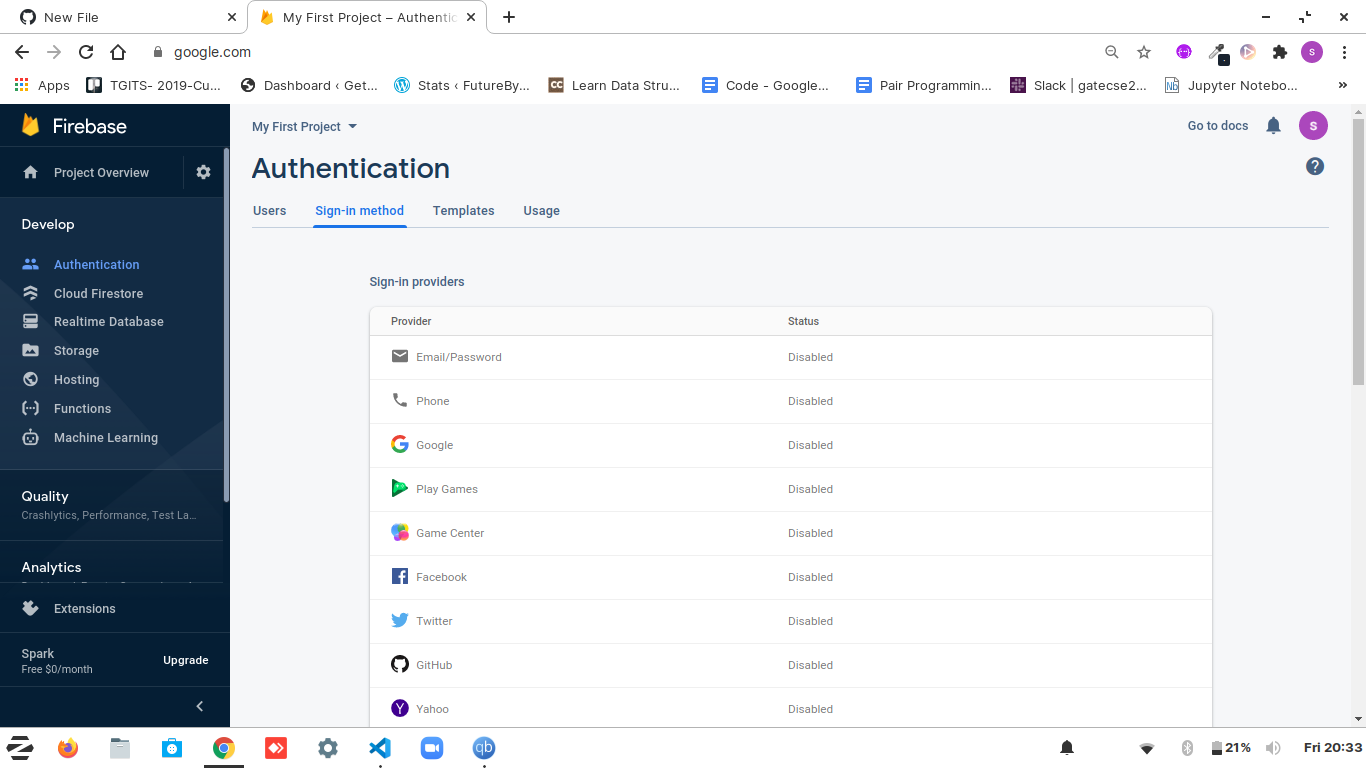 New File
My First Project – Authentic
google.com
S
Apps
TGITS- 2019-Cu...
Dashboard ‹ Get...
Stats ‹ FutureBy...
CC
Learn Data Stru...
Code - Google...
Pair Programmin...
Slack | gatecse2...
Nb
Jupyter Notebo...
»
Firebase
My First Project
Go to docs
S
Project Overview
Authentication
?
Users
Sign-in method
Templates
Usage
Develop
Authentication
Cloud Firestore
Realtime Database
Storage
Hosting
Functions
Machine Learning
Quality
Crashlytics, Performance, Test La...
Analytics
Extensions
Spark
Free $0/month
Upgrade
Sign-in providers
Provider
Status
Email/Password
Disabled
Phone
Disabled
Google
Disabled
Play Games
Disabled
Game Center
Disabled
Facebook
Disabled
Twitter
Disabled
GitHub
Disabled
Yahoo
Disabled
qb
21%
Fri 20:33